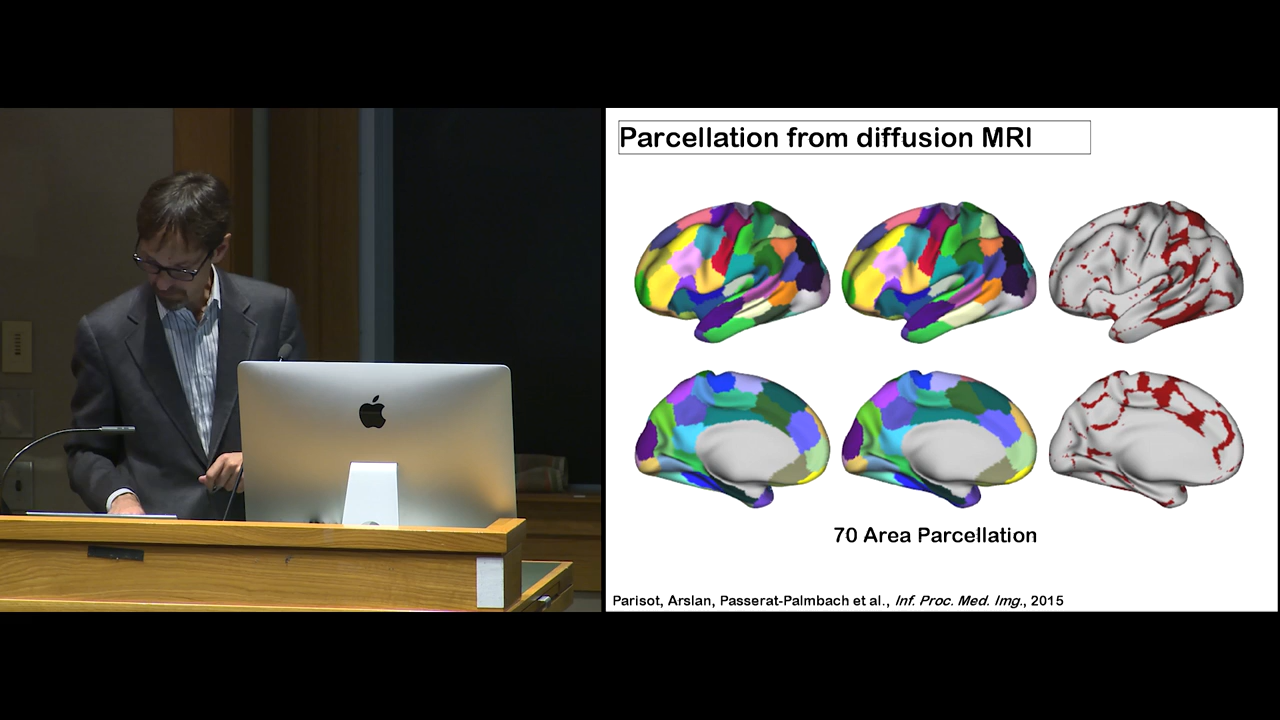 Parcellation from diffusion MRI
70 Area Parcellation
Parisot, Arslan, Passerat-Palmbach et al., Inf. Proc. Med. Img., 2015